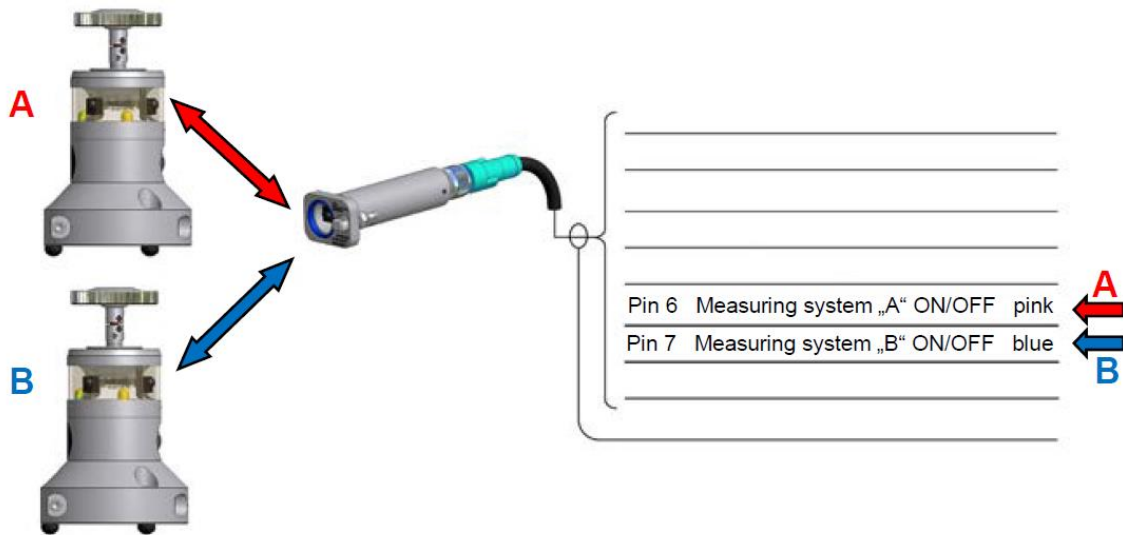 A
B
Pin 6 Measuring system „A“ ON/OFF pink
A
Pin 7 Measuring system „B“ ON/OFF blue
B